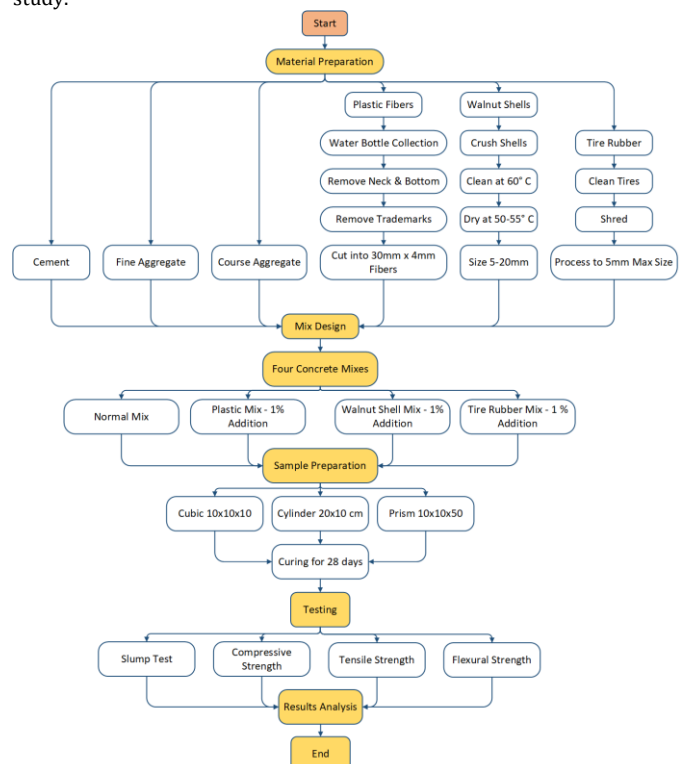 study.
Start
Material Preparation
Plastic Fibers
Walnut Shells
Water Bottle Collection
Crush Shells
Tire Rubber
Remove Neck & Bottom
Clean at 60° C
Clean Tires
Remove Trademarks
Dry at 50-55° C
Shred
Cement
Fine Aggregate
Course Aggregate
Cut into 30mm x 4mm
Fibers
Size 5-20mm
Process to 5mm Max Size
Mix Design
Four Concrete Mixes
Normal Mix
Plastic Mix - 1%
Addition
Walnut Shell Mix - 1%
Addition
Tire Rubber Mix - 1 %
Addition
Sample Preparation
Cubic 10x10x10
Cylinder 20x10 cm
Prism 10x10x50
Curing for 28 days
Testing
Slump Test
Compressive
Strength
Tensile Strength
Flexural Strength
Results Analysis
End